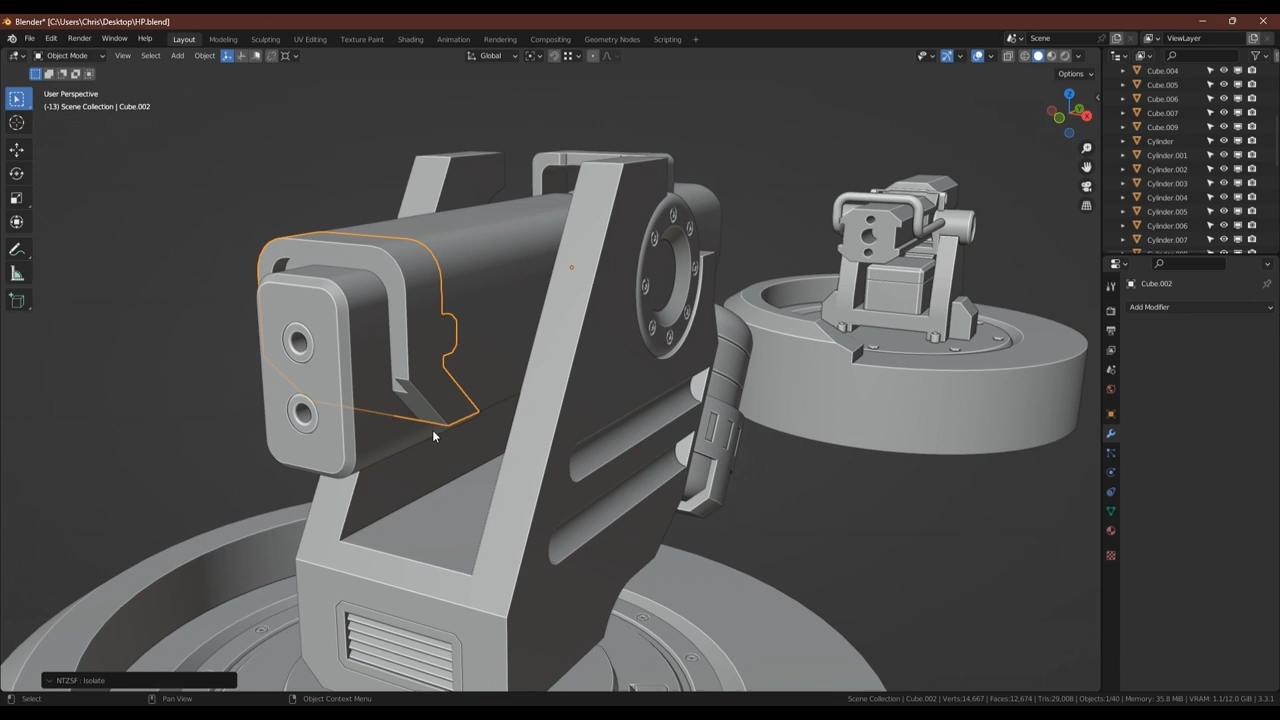 Blender* [C:\Users\Chris\Desktop\HP.blend]
File Edit Render Window Help Layout Modeling Sculpting UV Editing Texture Paint Shading Animation Rendering Compositing Geometry Nodes Scripting + Scene ViewLayer
Object Mode View Select Add Object Global
Options
User Perspective
(-13) Scene Collection | Cube.002
Cube.004
Cube.005
Cube.006
Cube.007
Cube.009
Cylinder
Cylinder.001
Cylinder.002
Cylinder.003
Cylinder.004
Cylinder.005
Cylinder.006
Cylinder.007
Z
Y
X
Cube.002
Add Modifier
NTZSF : Isolate
Select Pan View Object Context Menu Scene Collection | Cube.002 | Verts:14,667 | Faces:12,674 | Tris:29,008 | Objects:1/40 | Memory: 35.8 MiB | VRAM: 1.1/12.0 GiB | 3.3.1